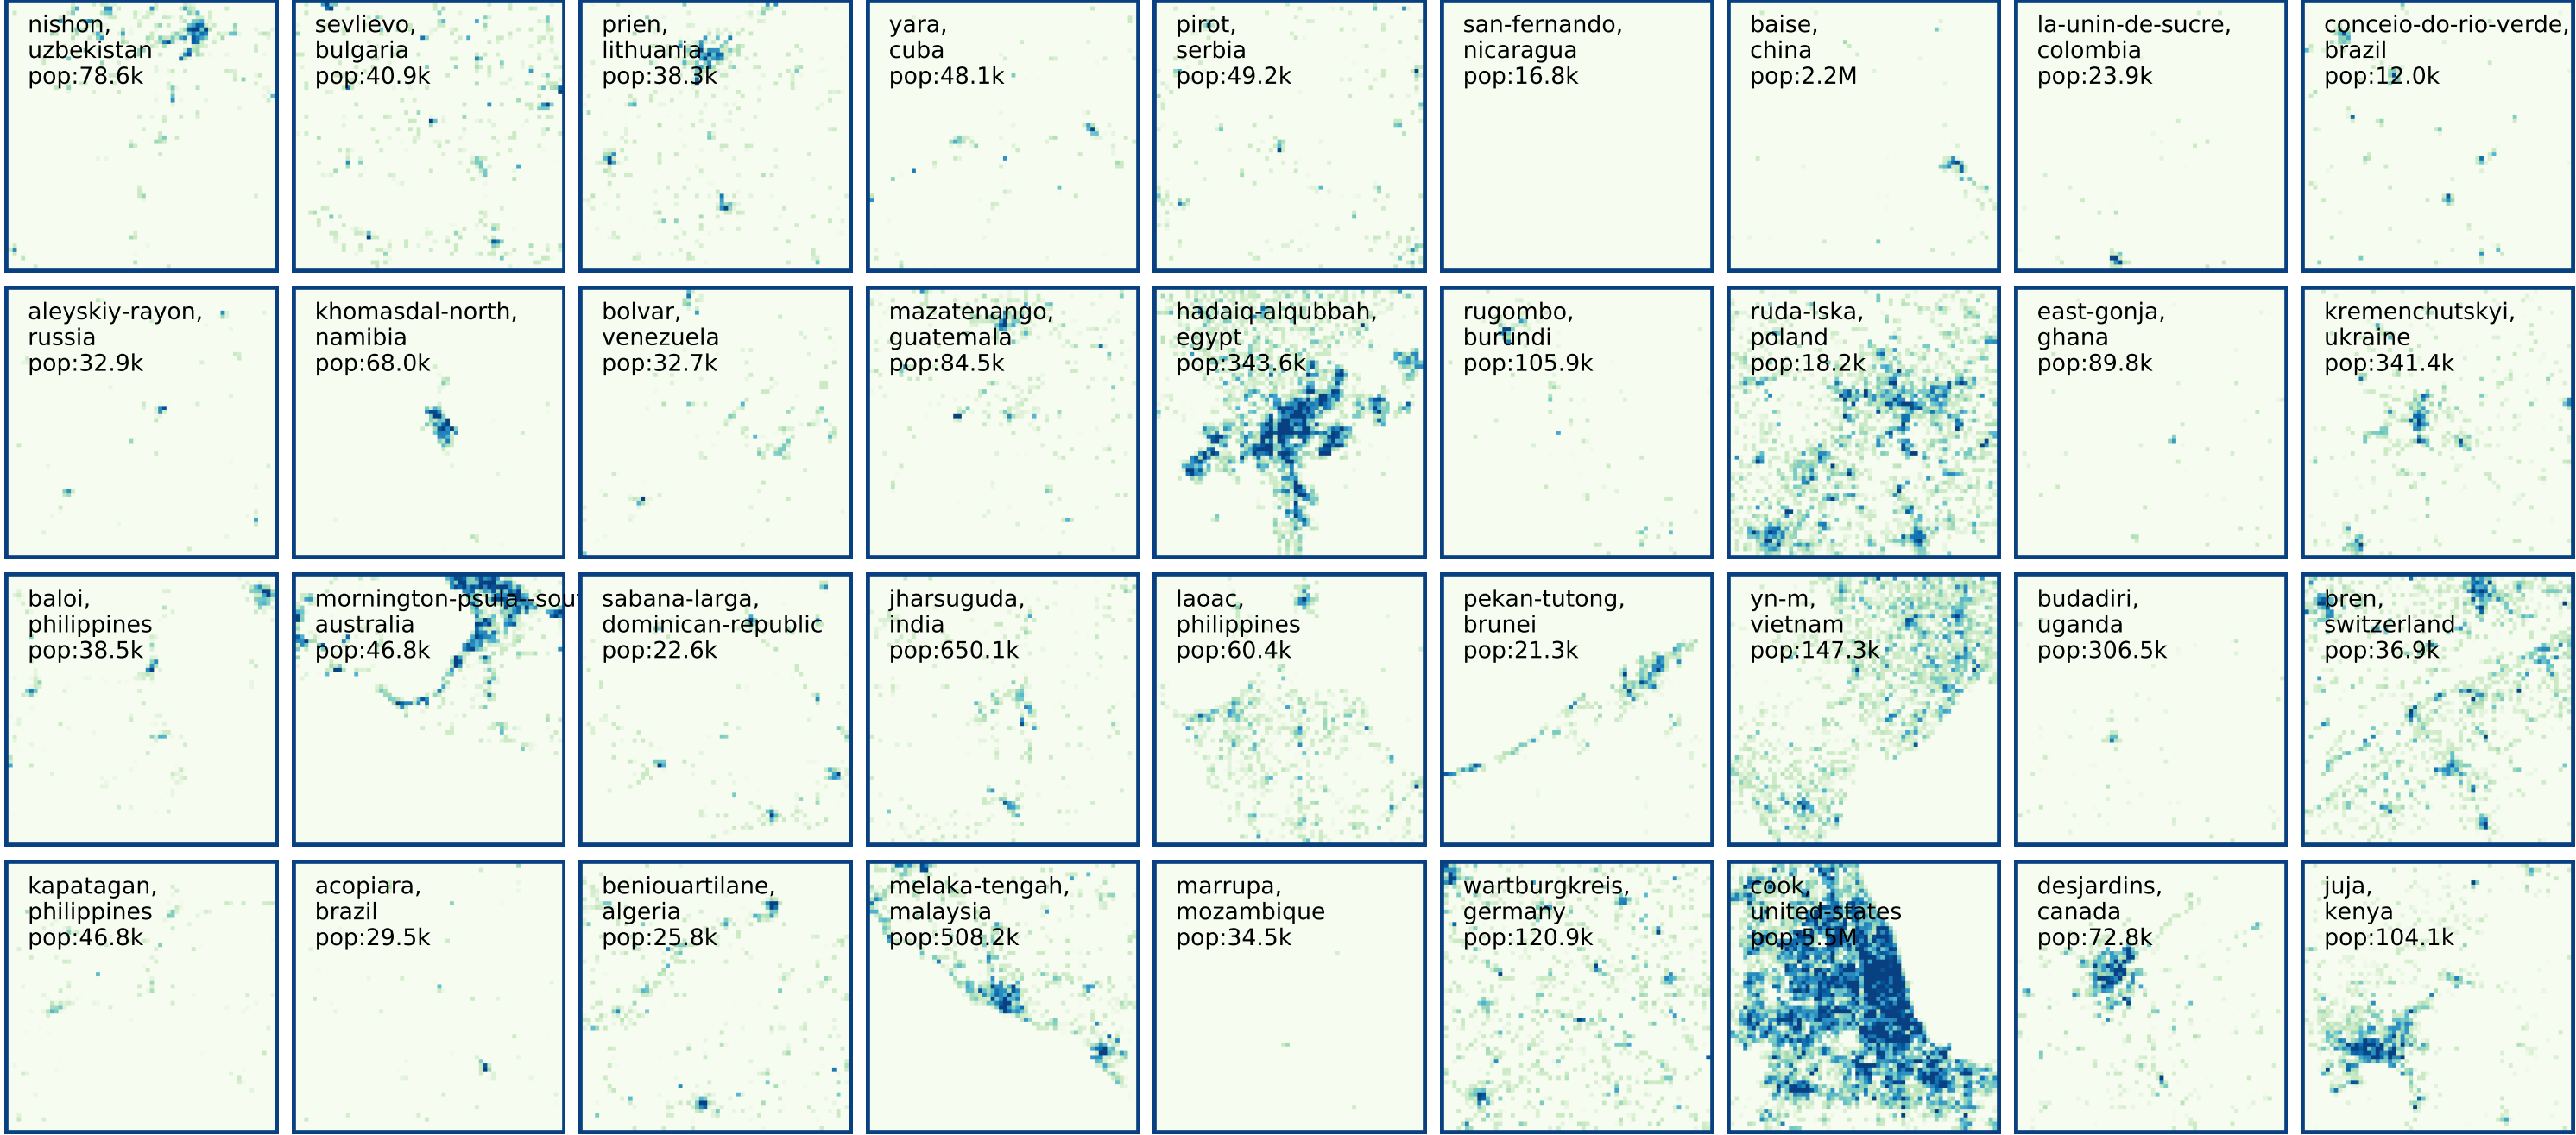 nishon,
uzbekistan
pop:78.6k
sevlievo,
bulgaria
pop:40.9k
prien,
lithuania
pop:38.3k
yara,
cuba
pop:48.1k
pirot,
serbia
pop:49.2k
san-fernando,
nicaragua
pop:16.8k
baise,
china
pop:2.2M
la-unin-de-sucre,
colombia
pop:23.9k
conceio-do-rio-verde,
brazil
pop:12.0k
aleyskiy-rayon,
russia
pop:32.9k
khomasdal-north,
namibia
pop:68.0k
bolvar,
venezuela
pop:32.7k
mazatenango,
guatemala
pop:84.5k
hadaiq-alqubbah,
egypt
pop:343.6k
rugombo,
burundi
pop:105.9k
ruda-lska,
poland
pop:18.2k
east-gonja,
ghana
pop:89.8k
kremenchutskyi,
ukraine
pop:341.4k
baloi,
philippines
pop:38.5k
mornington-psula--sout
australia
pop:46.8k
sabana-larga,
dominican-republic
pop:22.6k
jharsuguda,
india
pop:650.1k
laoac,
philippines
pop:60.4k
pekan-tutong,
brunei
pop:21.3k
yn-m,
vietnam
pop:147.3k
budadiri,
uganda
pop:306.5k
bren,
switzerland
pop:36.9k
kapatagan,
philippines
pop:46.8k
acopiara,
brazil
pop:29.5k
beniouartilane,
algeria
pop:25.8k
melaka-tengah,
malaysia
pop:508.2k
marrupa,
mozambique
pop:34.5k
wartburgkreis,
germany
pop:120.9k
cook,
united-states
pop:5.5M
desjardins,
canada
pop:72.8k
juja,
kenya
pop:104.1k